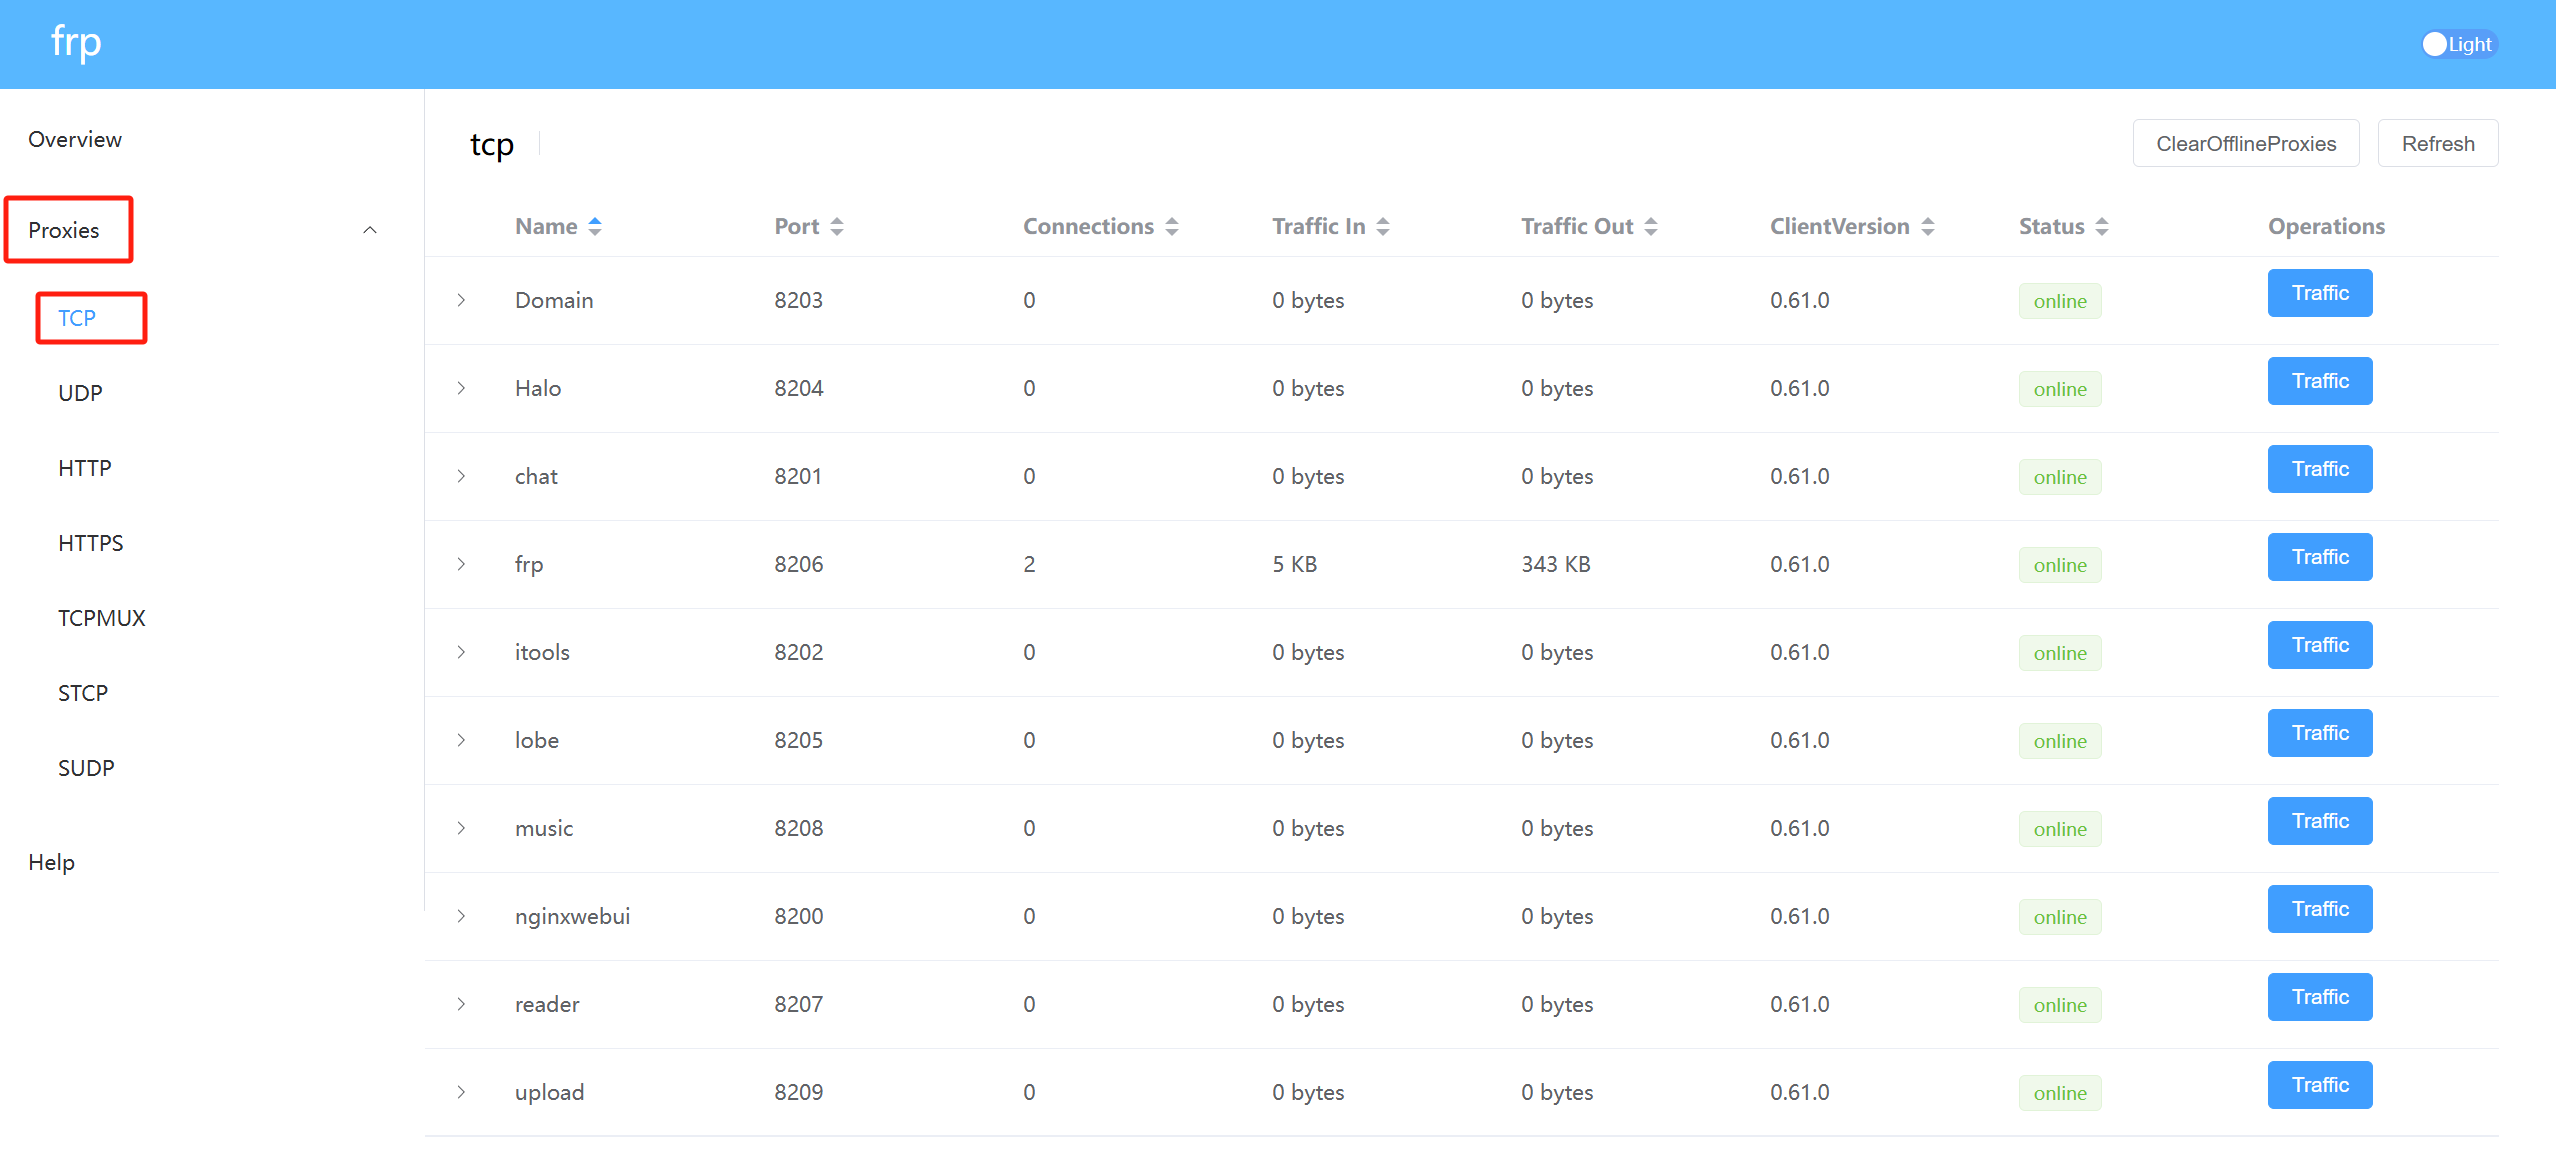 frp
Light
Overview
Proxies
TCP
UDP
HTTP
HTTPS
TCPMUX
STCP
SUDP
Help
tcp
ClearOfflineProxies Refresh
Name Port Connections Traffic In Traffic Out ClientVersion Status Operations
Domain 8203 0 0 bytes 0 bytes 0.61.0 online Traffic
Halo 8204 0 0 bytes 0 bytes 0.61.0 online Traffic
chat 8201 0 0 bytes 0 bytes 0.61.0 online Traffic
frp 8206 2 5 KB 343 KB 0.61.0 online Traffic
itools 8202 0 0 bytes 0 bytes 0.61.0 online Traffic
lobe 8205 0 0 bytes 0 bytes 0.61.0 online Traffic
music 8208 0 0 bytes 0 bytes 0.61.0 online Traffic
nginxwebui 8200 0 0 bytes 0 bytes 0.61.0 online Traffic
reader 8207 0 0 bytes 0 bytes 0.61.0 online Traffic
upload 8209 0 0 bytes 0 bytes 0.61.0 online Traffic